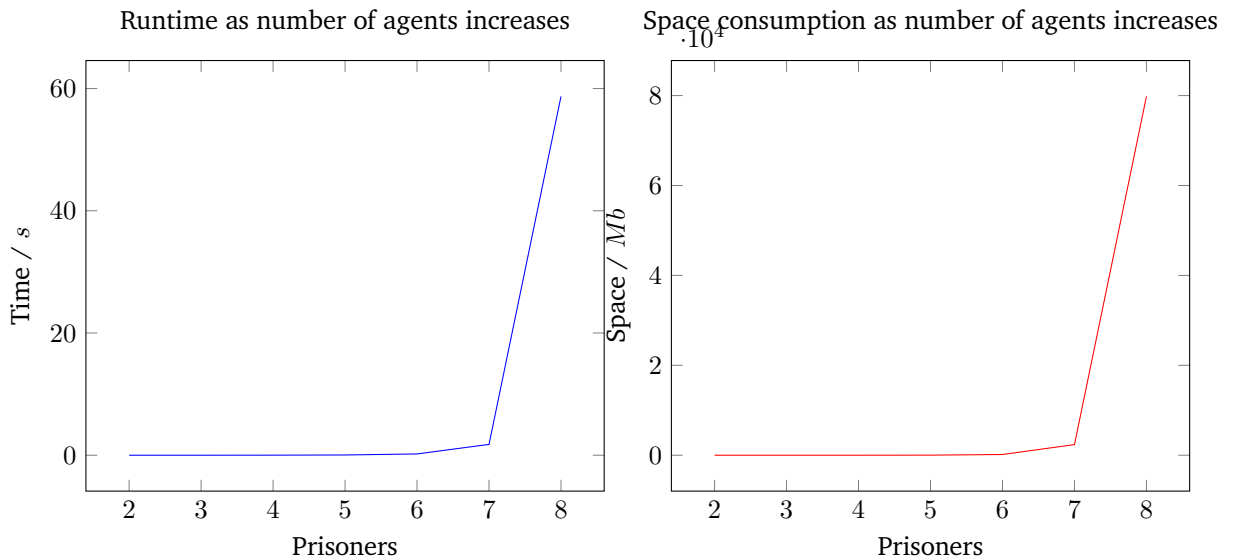 Runtime as number of agents increases
60
40
20
0
Time / s
2 3 4 5 6 7 8
Prisoners
Space consumption as number of agents increases
·10⁴
8
6
4
2
0
Space / Mb
2 3 4 5 6 7 8
Prisoners